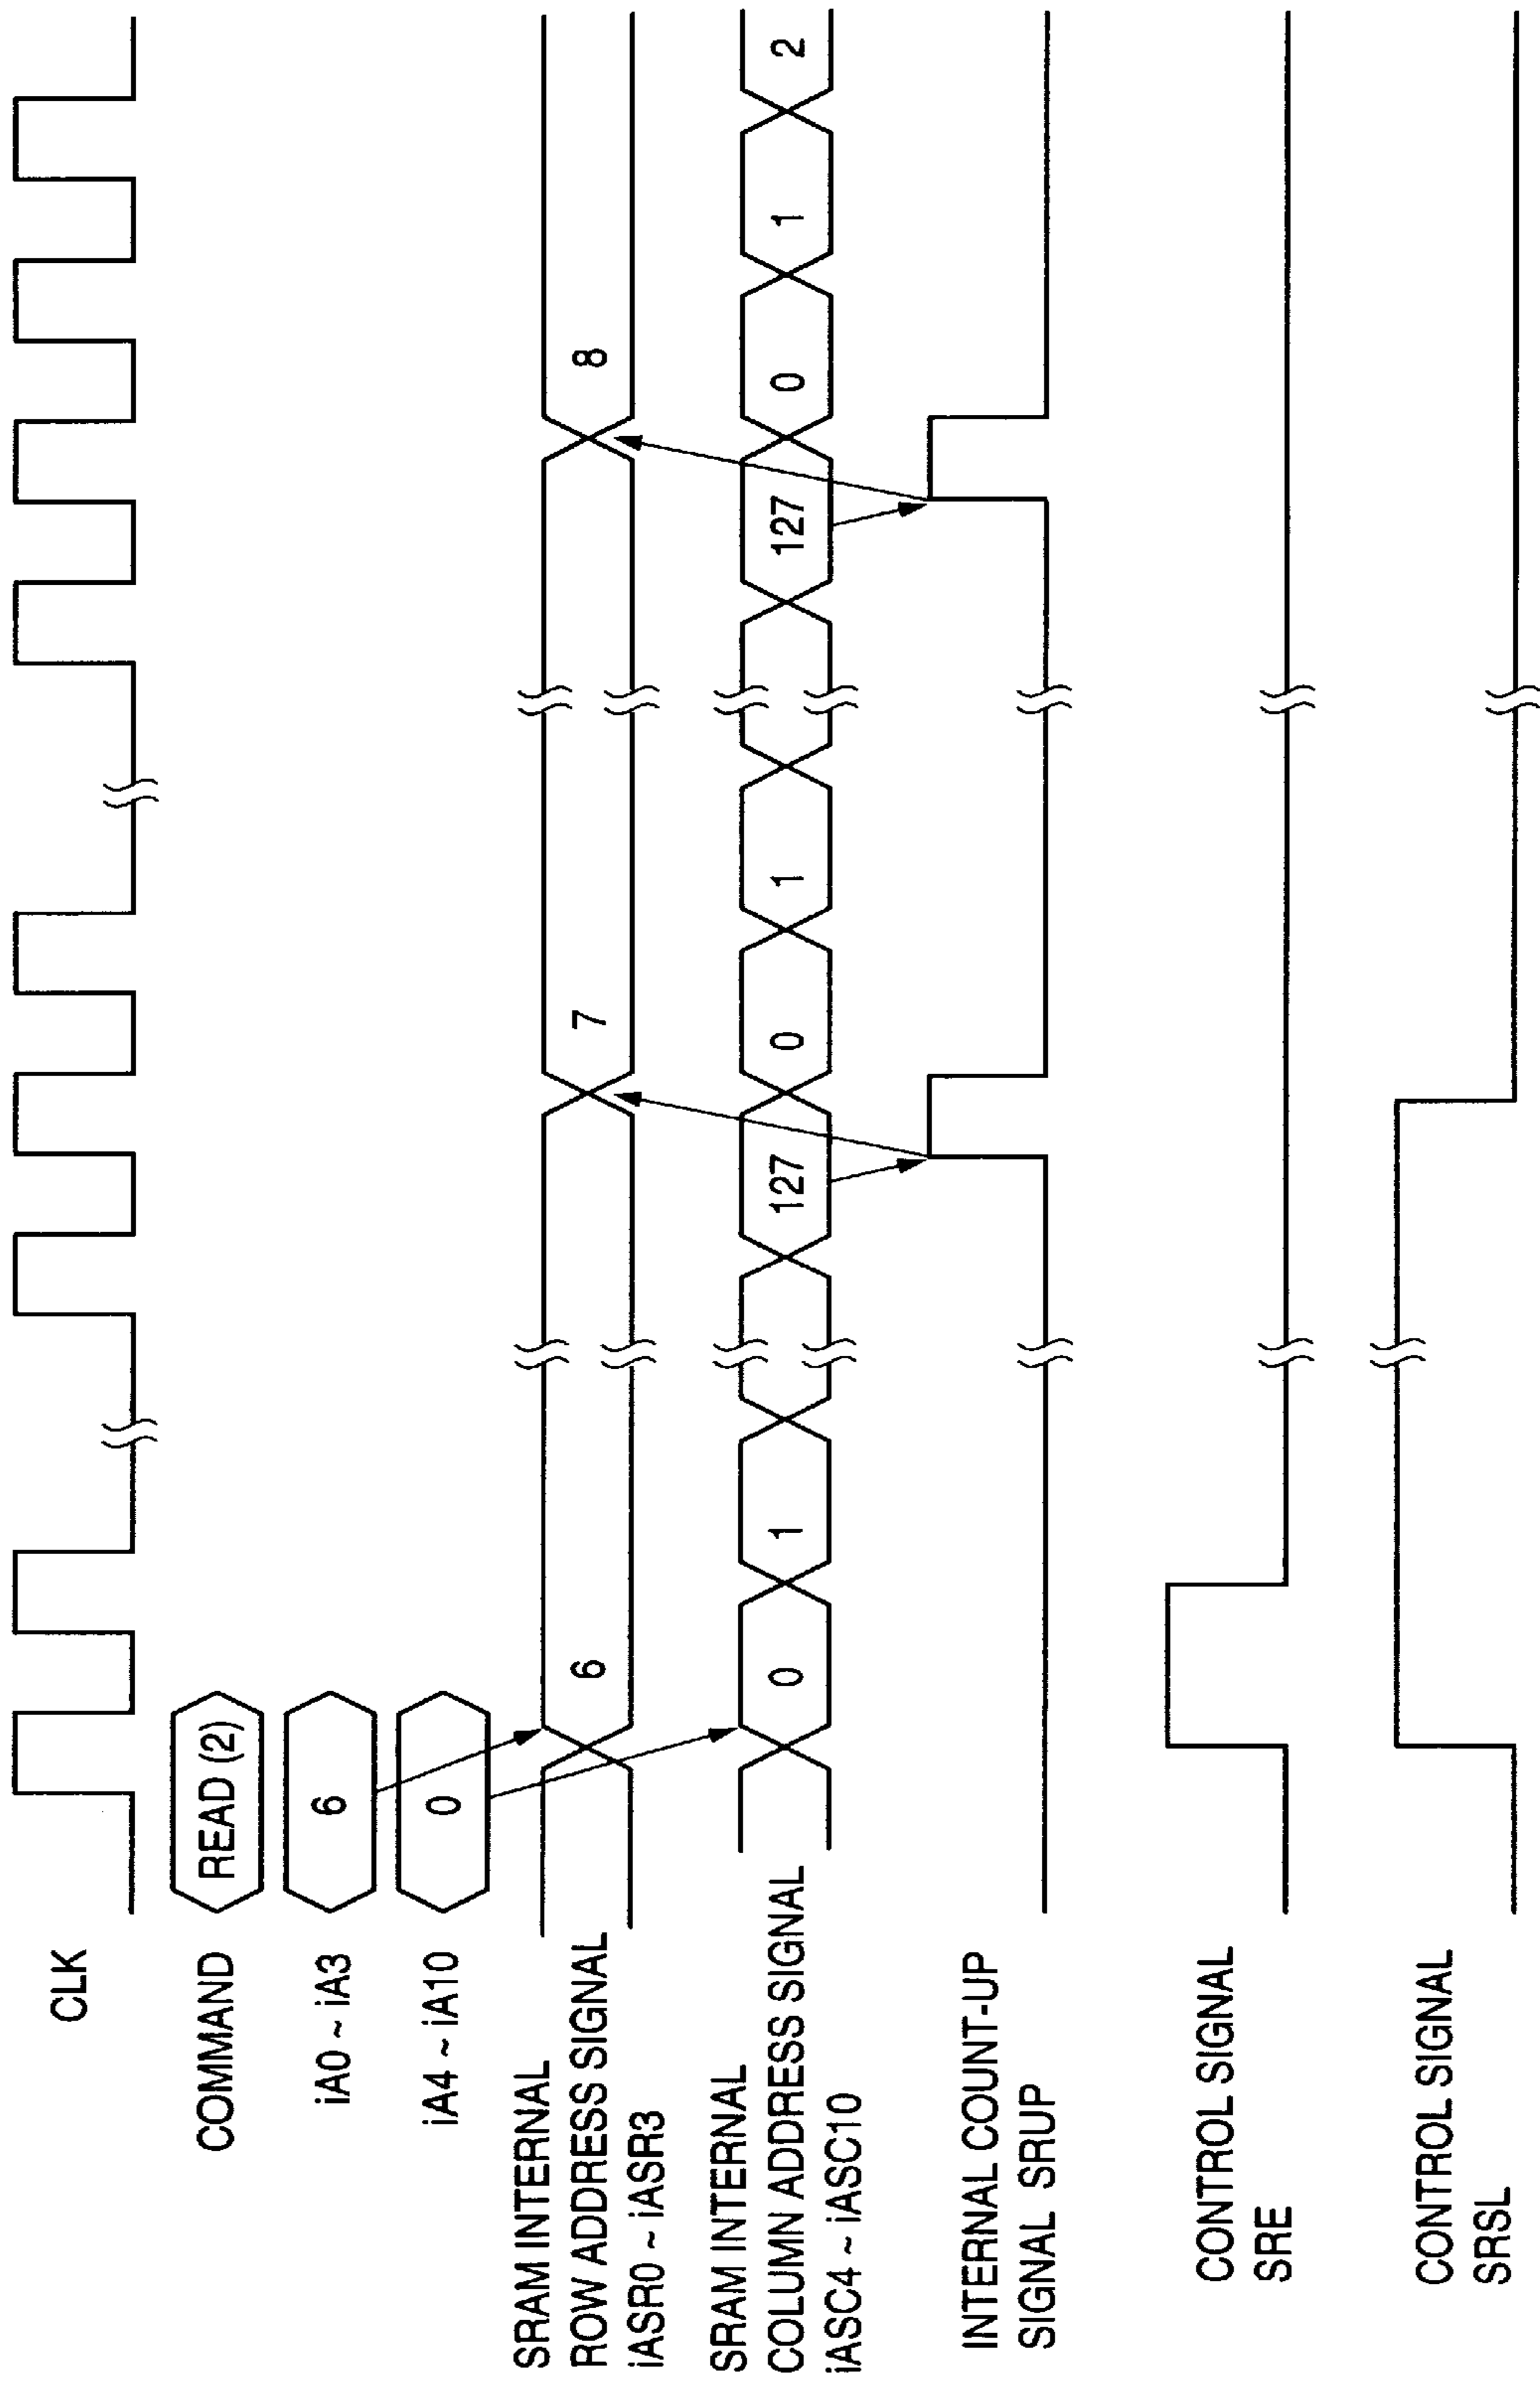 CLK
COMMAND
READ (2)
iA0 ~ iA3
6
iA4 ~ iA10
0
SRAM INTERNAL
ROW ADDRESS SIGNAL
iASR0 ~ iASR3
6
7
8
SRAM INTERNAL
COLUMN ADDRESS SIGNAL
iASC4 ~ iASC10
0
1
127
0
1
127
0
1
2
INTERNAL COUNT-UP
SIGNAL SRUP
CONTROL SIGNAL
SRE
CONTROL SIGNAL
SRSL